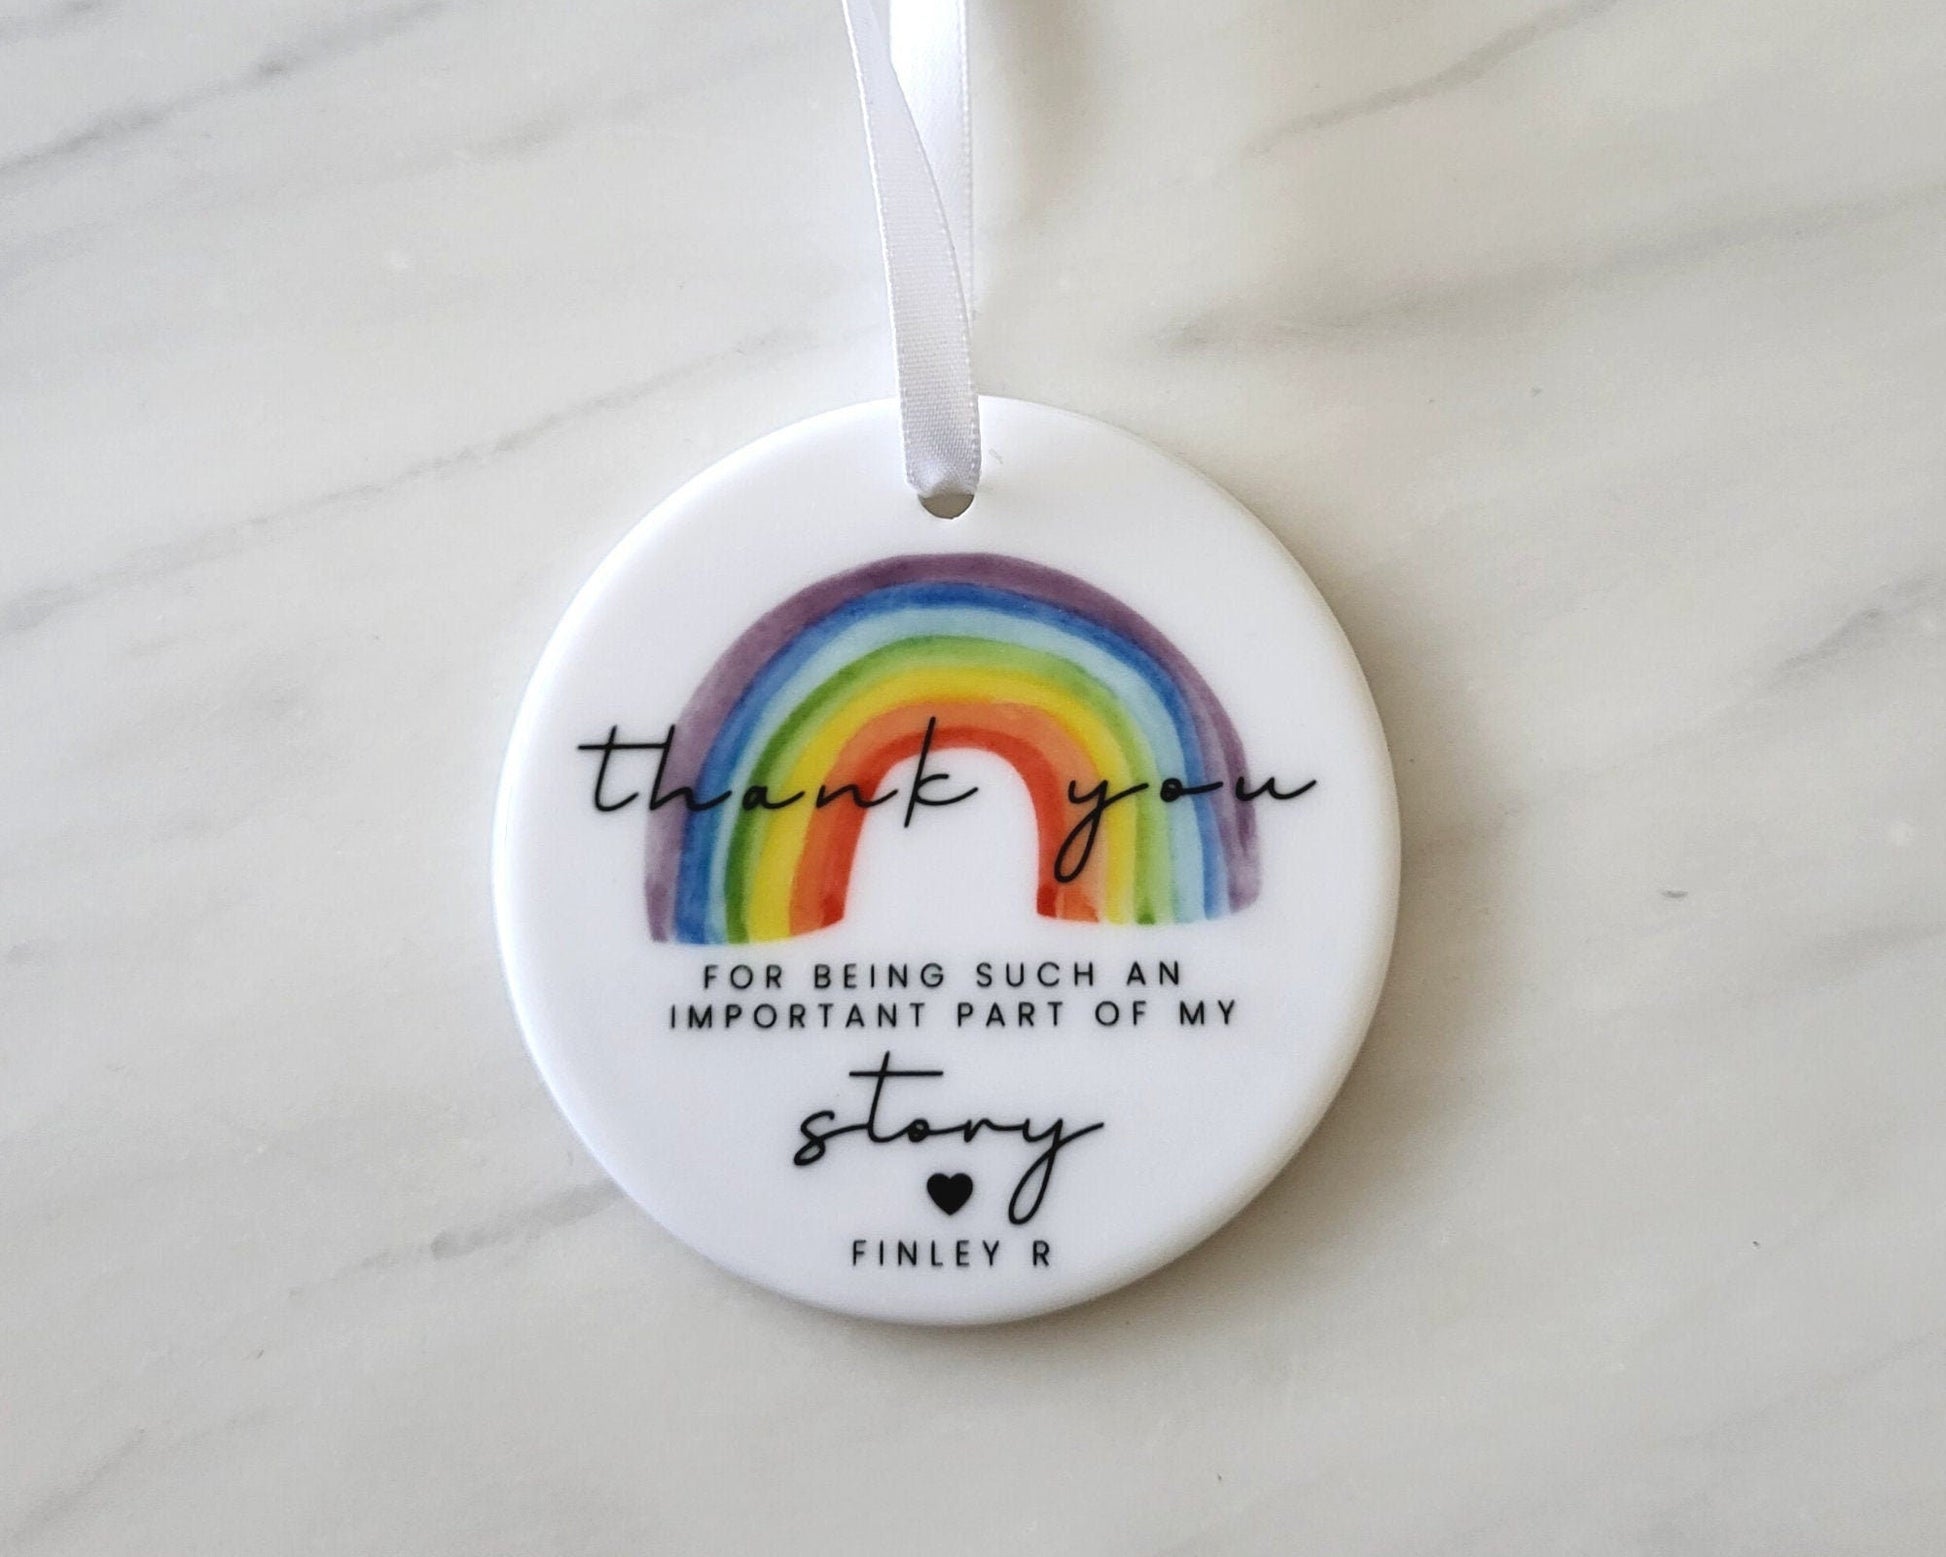 thank you
FOR BEING SUCH AN
IMPORTANT PART OF MY
story
FINLEY R